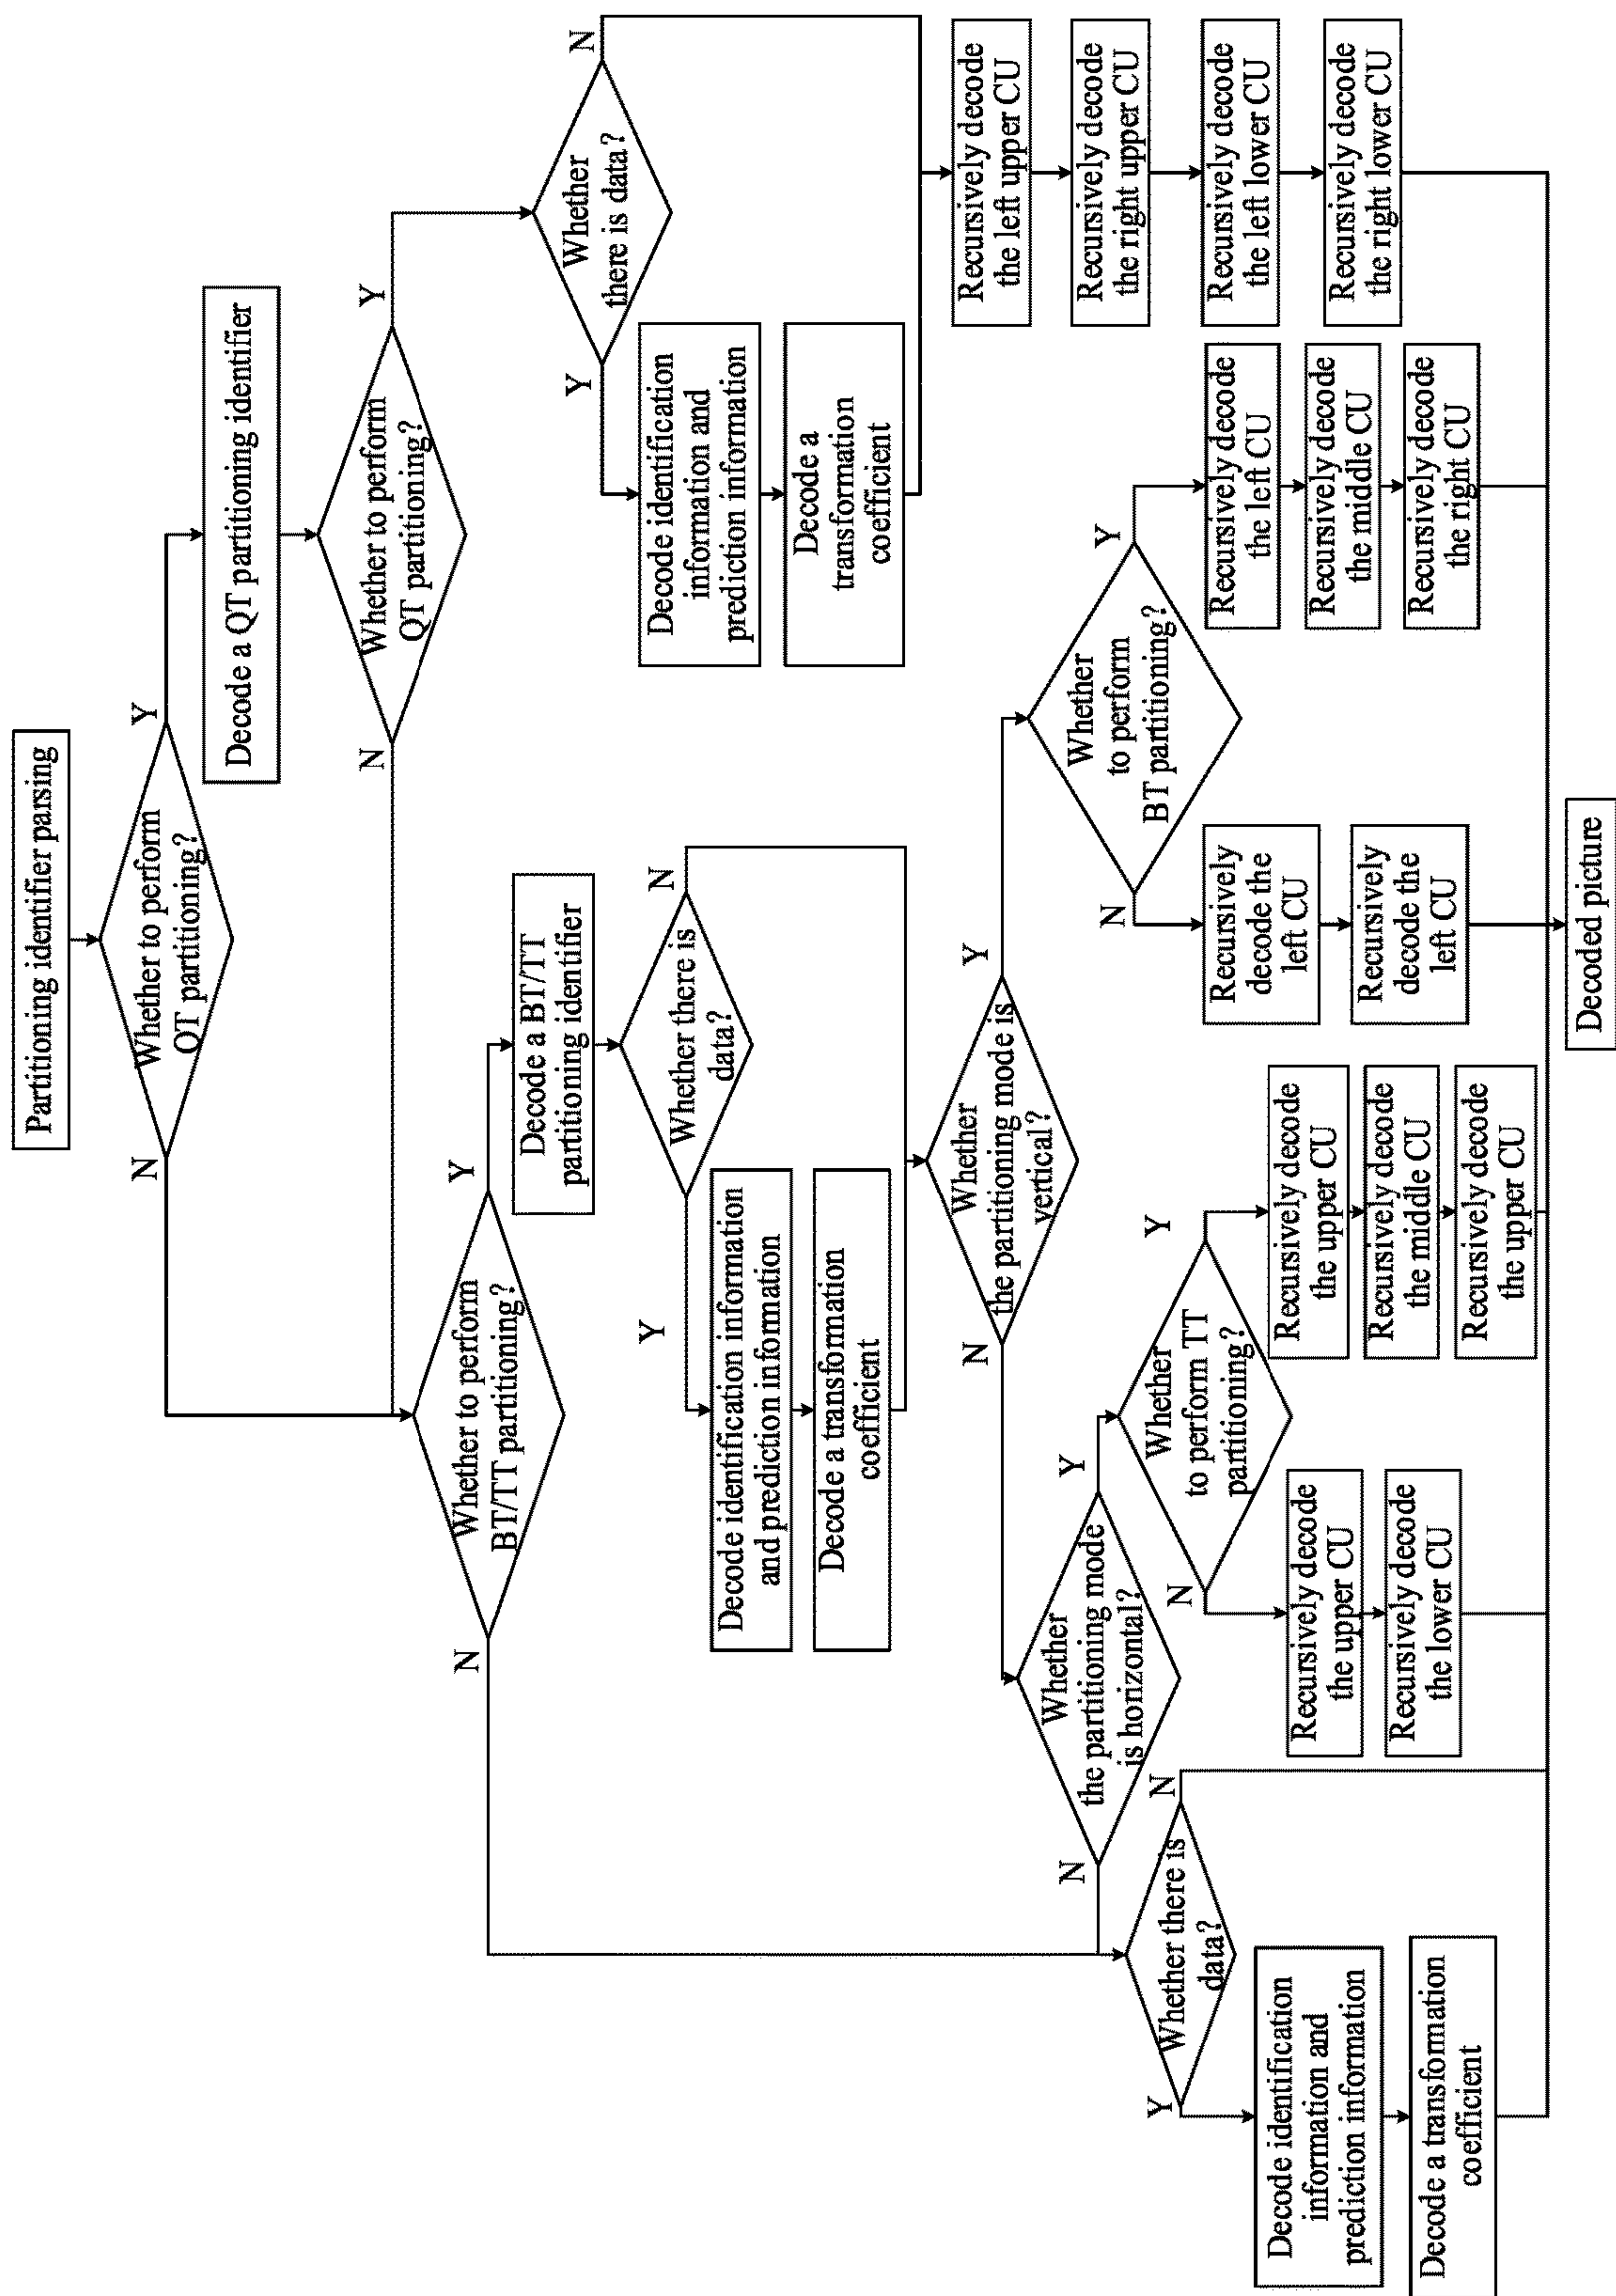 Partitioning identifier parsing
Whether to perform
QT partitioning?
N
Y
Decode a QT partitioning identifier
Whether to perform
QT partitioning?
N
Y
Whether to perform
BT/TT partitioning?
N
Y
Decode a BT/TT
partitioning identifier
Whether
there is data?
Y
N
Whether there is
data?
Y
N
Decode identification
information and
prediction information
Decode a
transformation
coefficient
Decode identification information
and prediction information
Decode a transformation
coefficient
Whether
the partitioning mode is
vertical?
N
Y
Whether
the partitioning mode
is horizontal?
N
Y
Whether
to perform
BT partitioning?
N
Y
Whether
to perform TT
partitioning?
N
Y
Whether there is
data?
Y
N
Decode identification
information and
prediction information
Decode a transformation
coefficient
Recursively decode
the upper CU
Recursively decode
the lower CU
Recursively decode
the upper CU
Recursively decode
the middle CU
Recursively decode
the upper CU
Recursively
decode the
left CU
Recursively
decode the
left CU
Recursively decode
the left CU
Recursively decode
the middle CU
Recursively decode
the right CU
Recursively decode
the left upper CU
Recursively decode
the right upper CU
Recursively decode
the left lower CU
Recursively decode
the right lower CU
Decoded picture